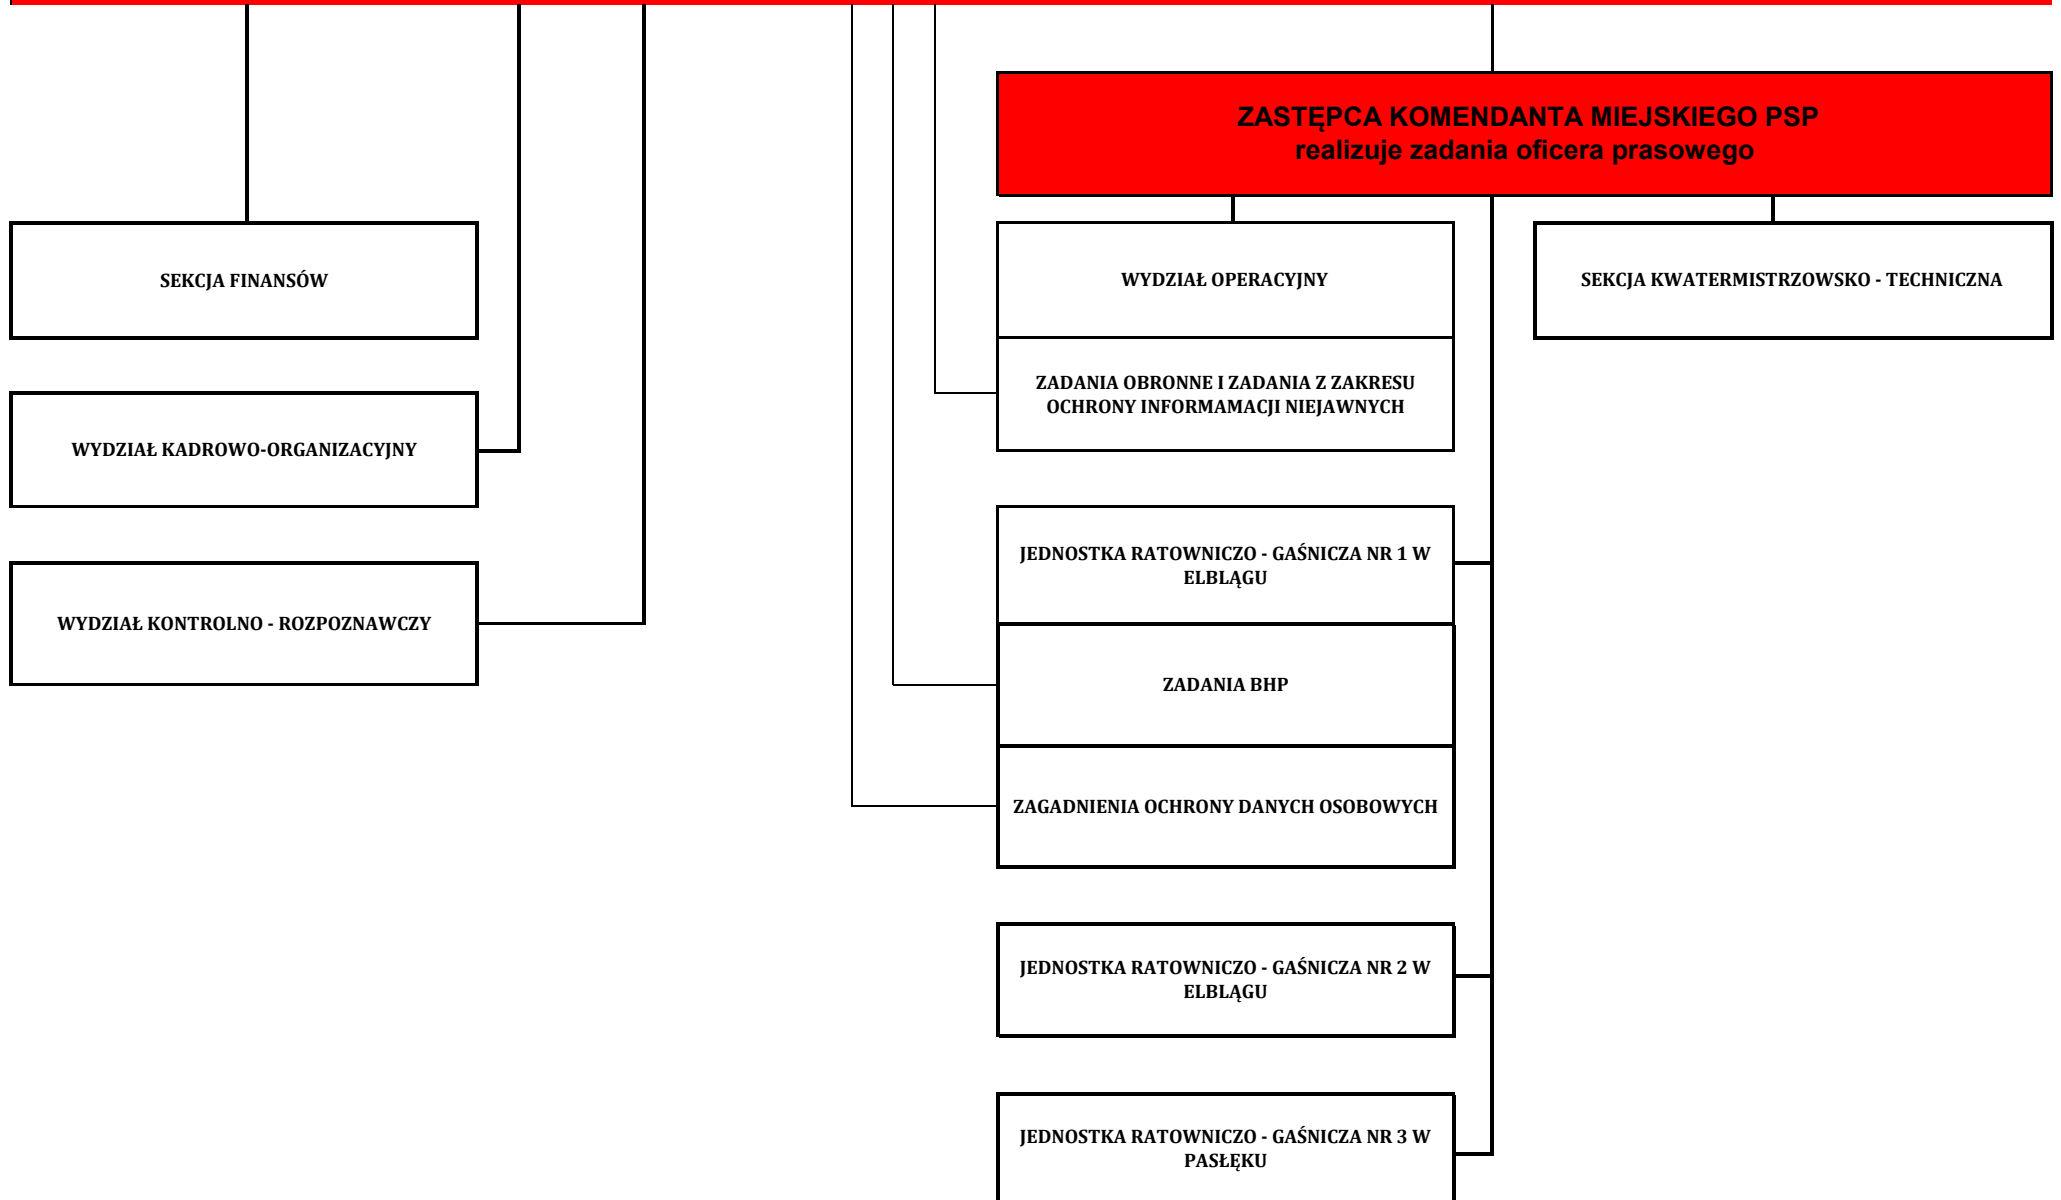 ZASTĘPCA KOMENDANTA MIEJSKIEGO PSP
realizuje zadania oficera prasowego
SEKCJA FINANSÓW
WYDZIAŁ OPERACYJNY
SEKCJA KWATERMISTRZOWSKO - TECHNICZNA
ZADANIA OBRONNE I ZADANIA Z ZAKRESU
OCHRONY INFORMAMACJI NIEJAWNYCH
WYDZIAŁ KADROWO-ORGANIZACYJNY
JEDNOSTKA RATOWNICZO - GAŚNICZA NR 1 W
ELBLĄGU
WYDZIAŁ KONTROLNO - ROZPOZNAWCZY
ZADANIA BHP
ZAGADNIENIA OCHRONY DANYCH OSOBOWYCH
JEDNOSTKA RATOWNICZO - GAŚNICZA NR 2 W
ELBLĄGU
JEDNOSTKA RATOWNICZO - GAŚNICZA NR 3 W
PASŁĘKU